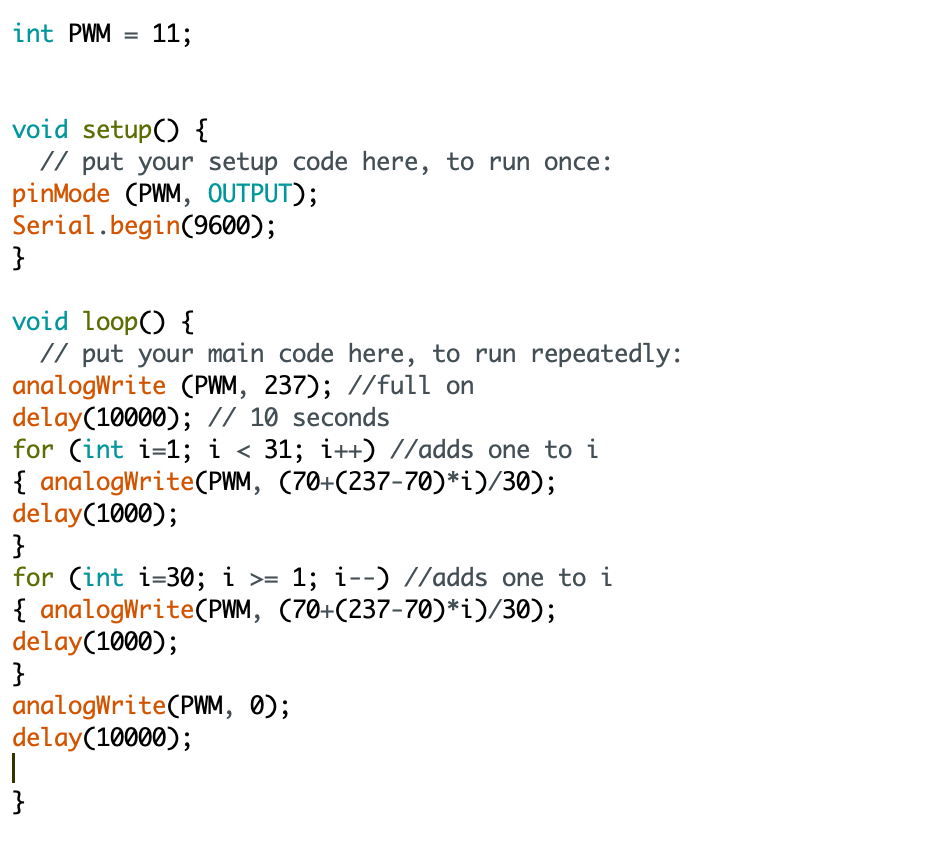 int PWM = 11;
void setup() {
  // put your setup code here, to run once:
pinMode (PWM, OUTPUT);
Serial.begin(9600);
}
void loop() {
  // put your main code here, to run repeatedly:
analogWrite (PWM, 237); //full on
delay(10000); // 10 seconds
for (int i=1; i < 31; i++) //adds one to i
{ analogWrite(PWM, (70+(237-70)*i)/30);
delay(1000);
}
for (int i=30; i >= 1; i--) //adds one to i
{ analogWrite(PWM, (70+(237-70)*i)/30);
delay(1000);
}
analogWrite(PWM, 0);
delay(10000);
}